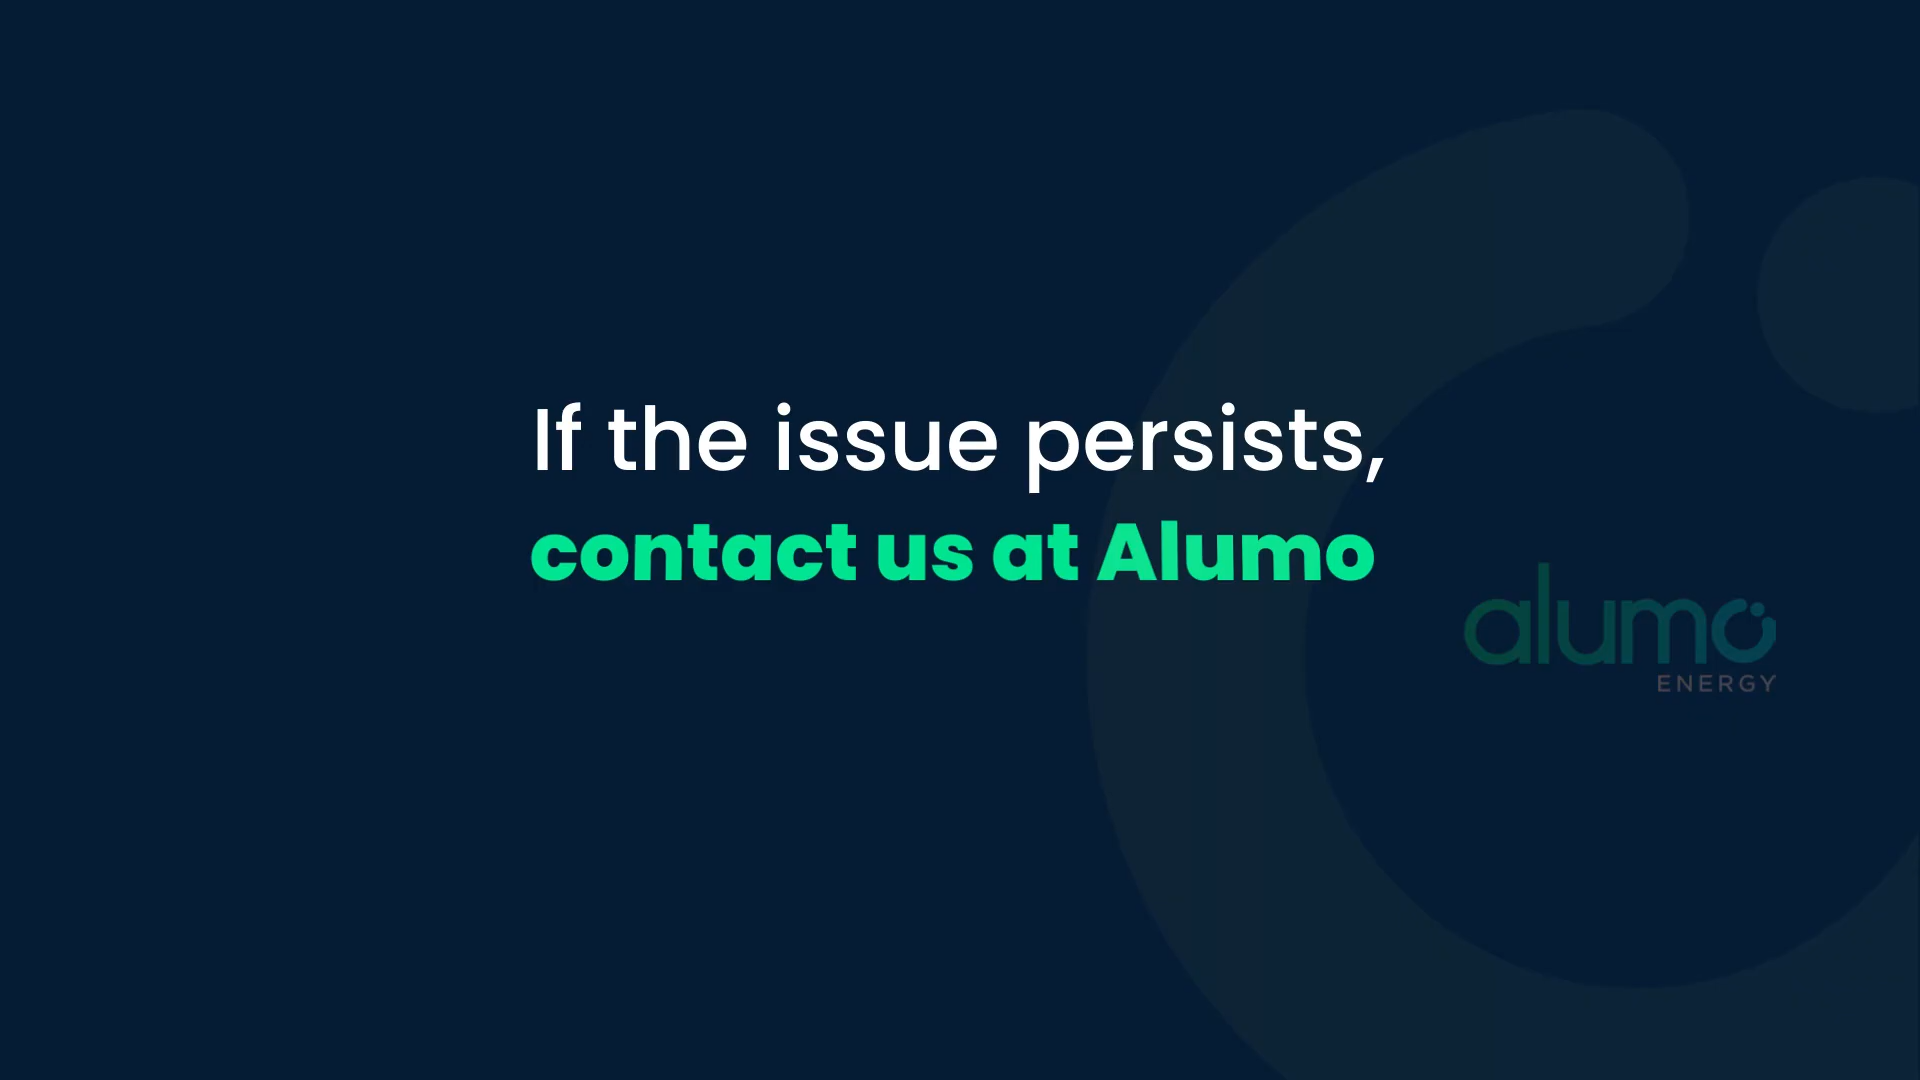 If the issue persists,
contact us at Alumo
alumo
ENERGY